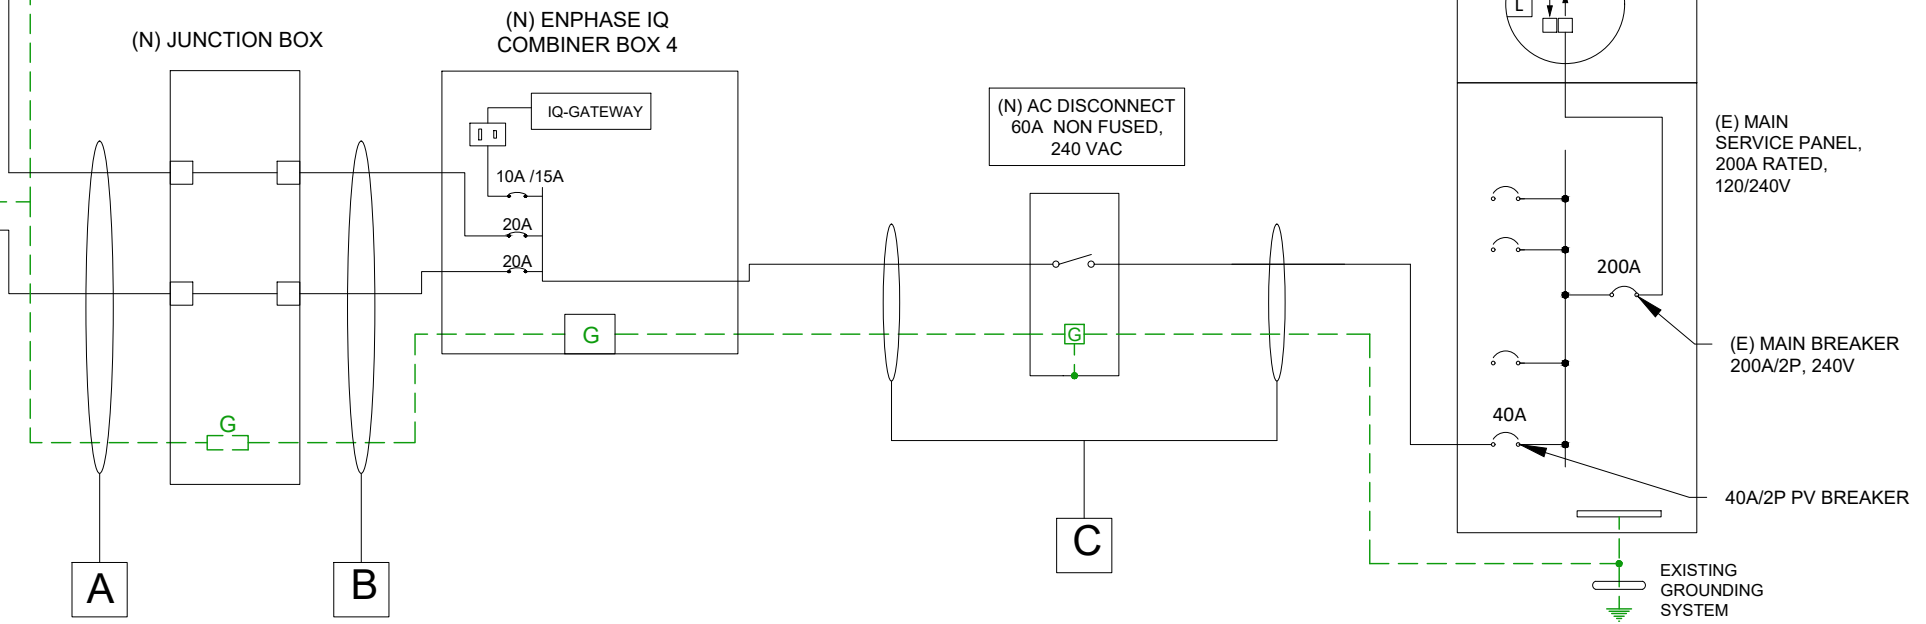 (N) JUNCTION BOX
(N) ENPHASE IQ
COMBINER BOX 4
IQ-GATEWAY
10A /15A
20A
20A
G
G
A
B
(N) AC DISCONNECT
60A  NON FUSED,
240 VAC
G
C
L
(E) MAIN
SERVICE PANEL,
200A RATED,
120/240V
200A
(E) MAIN BREAKER
200A/2P, 240V
40A
40A/2P PV BREAKER
EXISTING
GROUNDING
SYSTEM